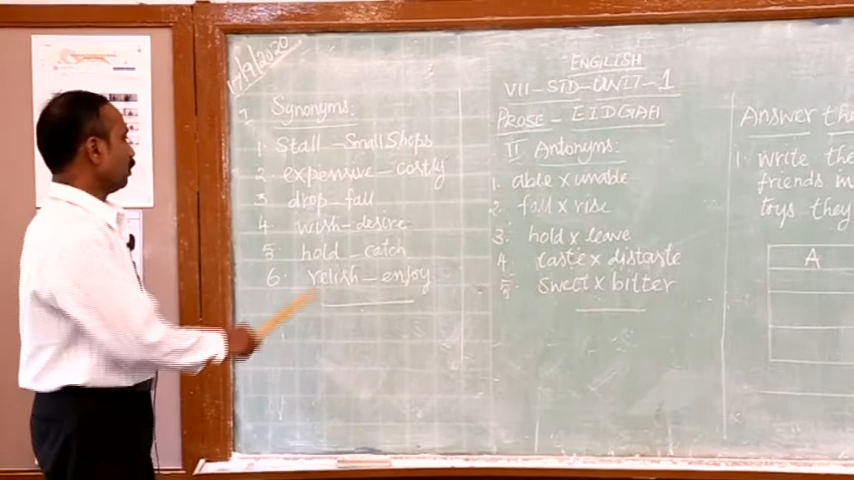 17/9/2020
ENGLISH
VII-STD-UNIT-1
PROSE - EIDGAH
I Synonyms.
1. Stall - Small Shops
2. expensive - costly
3. drop - fall
4. wish - desire
5. hold - catch
6. relish - enjoy
II Antonyms.
1. able x unable
2. fall x rise
3. hold x leave
4. taste x distaste
5. sweet x bitter
Answer the
1. write the
friends in
toys they
A